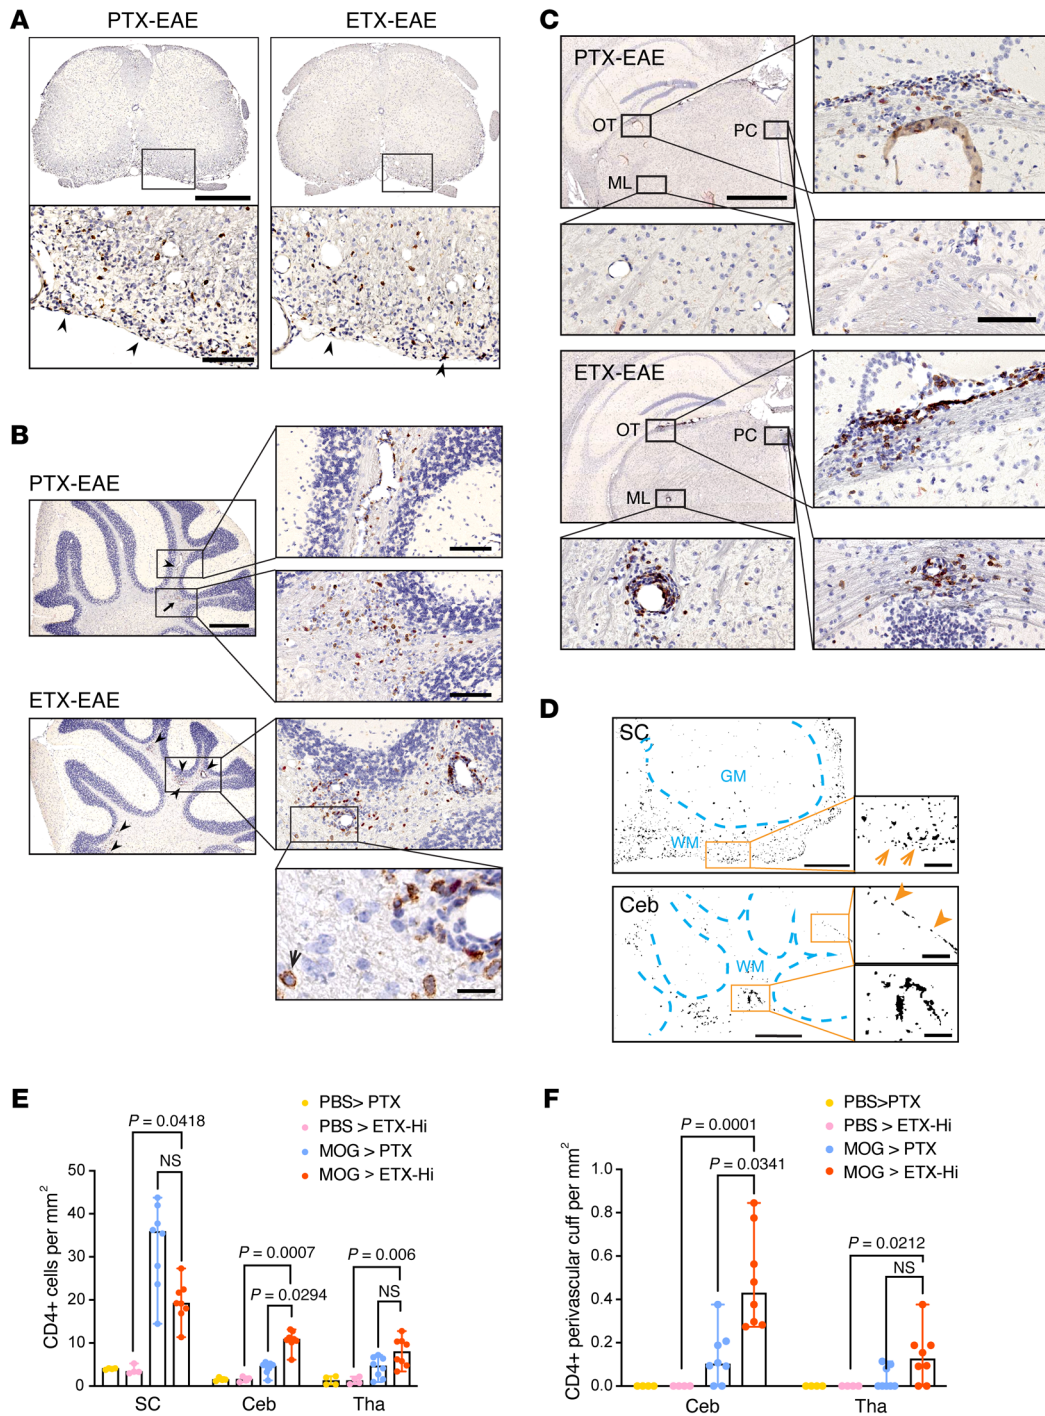 A
PTX-EAE
ETX-EAE
B
PTX-EAE
ETX-EAE
C
PTX-EAE
OT
PC
ML
ETX-EAE
OT
PC
ML
D
SC
GM
WM
Ceb
WM
E
PBS> PTX
PBS > ETX-Hi
MOG > PTX
MOG > ETX-Hi
P = 0.0418
NS
P = 0.0007
P = 0.0294
P = 0.006
NS
CD4+ cells per mm²
50
40
30
20
10
0
SC
Ceb
Tha
F
PBS>PTX
PBS > ETX-Hi
MOG > PTX
MOG > ETX-Hi
P = 0.0001
P = 0.0341
P = 0.0212
NS
CD4+ perivascular cuff per mm²
1.0
0.8
0.6
0.4
0.2
0.0
Ceb
Tha